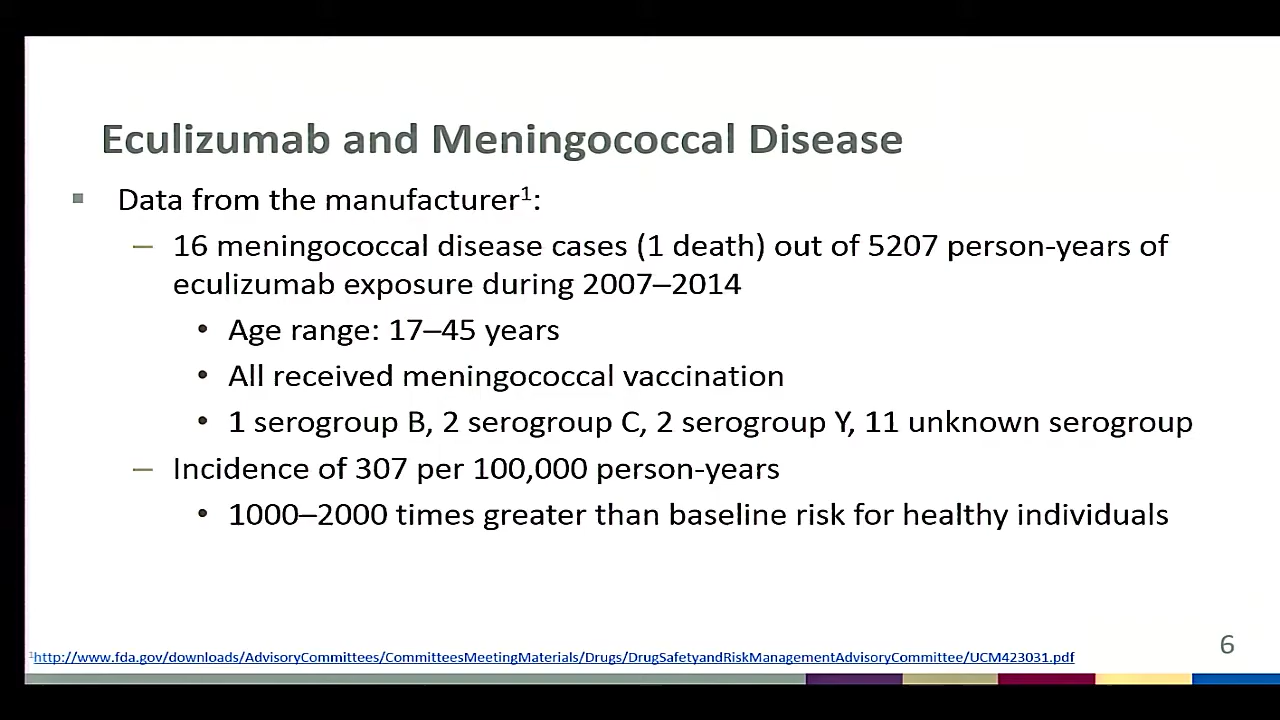 Eculizumab and Meningococcal Disease
▪ Data from the manufacturer¹:
– 16 meningococcal disease cases (1 death) out of 5207 person-years of
eculizumab exposure during 2007–2014
• Age range: 17–45 years
• All received meningococcal vaccination
• 1 serogroup B, 2 serogroup C, 2 serogroup Y, 11 unknown serogroup
– Incidence of 307 per 100,000 person-years
• 1000–2000 times greater than baseline risk for healthy individuals
6
¹http://www.fda.gov/downloads/AdvisoryCommittees/CommitteesMeetingMaterials/Drugs/DrugSafetyandRiskManagementAdvisoryCommittee/UCM423031.pdf